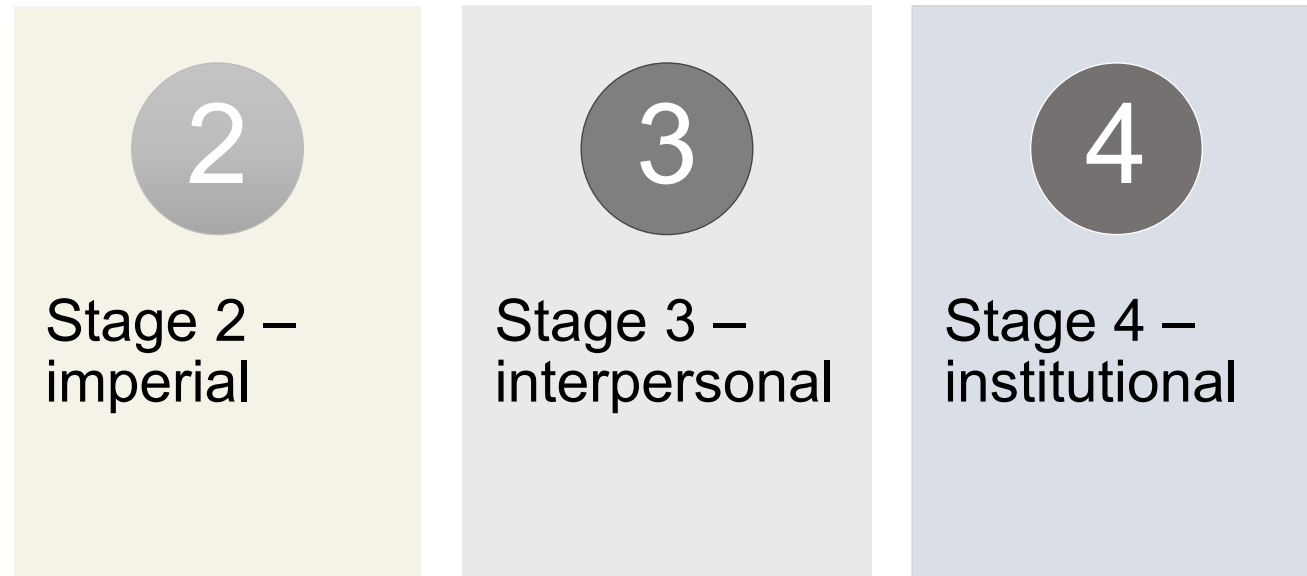 2
Stage 2 –
imperial
3
Stage 3 –
interpersonal
4
Stage 4 –
institutional